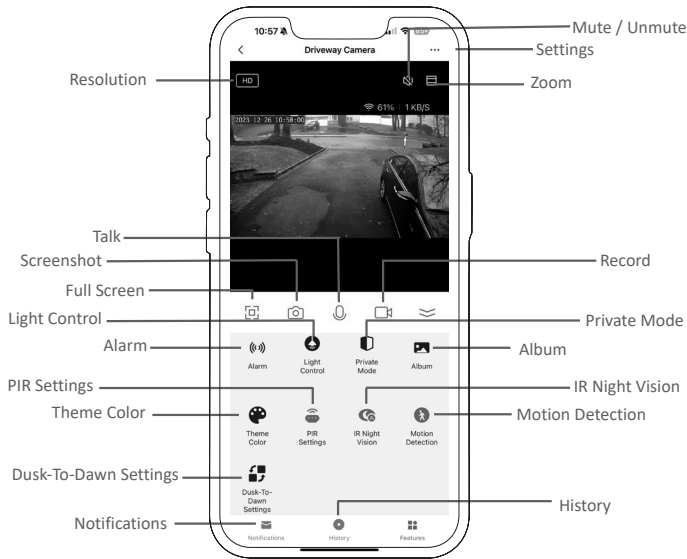 10:57
Mute / Unmute
Driveway Camera
Settings
Resolution
HD
Zoom
61% 1 KB/S
2023-12-26 10:58:00
Talk
Screenshot
Record
Full Screen
Light Control
Private Mode
Alarm
Album
Alarm
Light
Control
Private
Mode
Album
PIR Settings
IR Night Vision
Theme Color
Motion Detection
Theme
Color
PIR
Settings
IR Night
Vision
Motion
Detection
Dusk-To-Dawn Settings
Dusk-To-
Dawn
Settings
History
Notifications
Notifications
History
Features